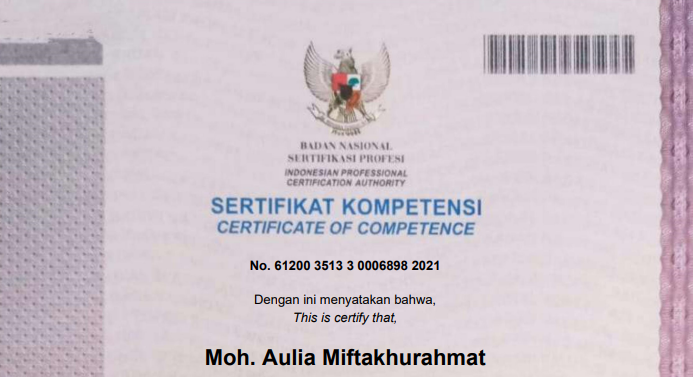 BADAN NASIONAL
SERTIFIKASI PROFESI
INDONESIAN PROFESSIONAL
CERTIFICATION AUTHORITY
SERTIFIKAT KOMPETENSI
CERTIFICATE OF COMPETENCE
No. 61200 3513 3 0006898 2021
Dengan ini menyatakan bahwa,
This is certify that,
Moh. Aulia Miftakhurahmat